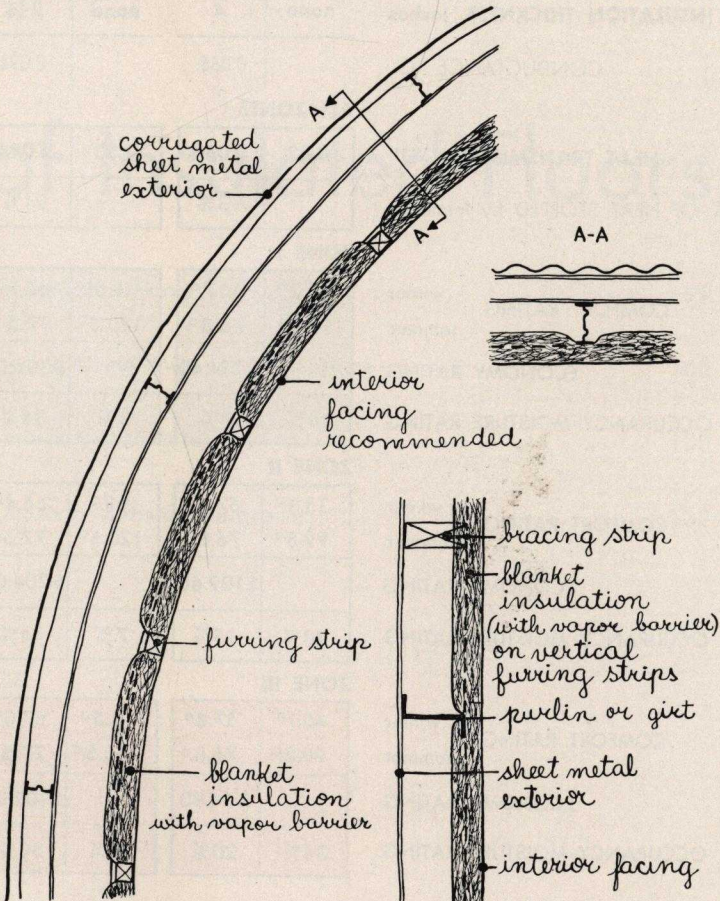 corrugated
sheet metal
exterior
A
A
A-A
interior
facing
recommended
furring strip
blanket
insulation
with vapor barrier
bracing strip
blanket
insulation
(with vapor barrier)
on vertical
furring strips
purlin or girt
sheet metal
exterior
interior facing